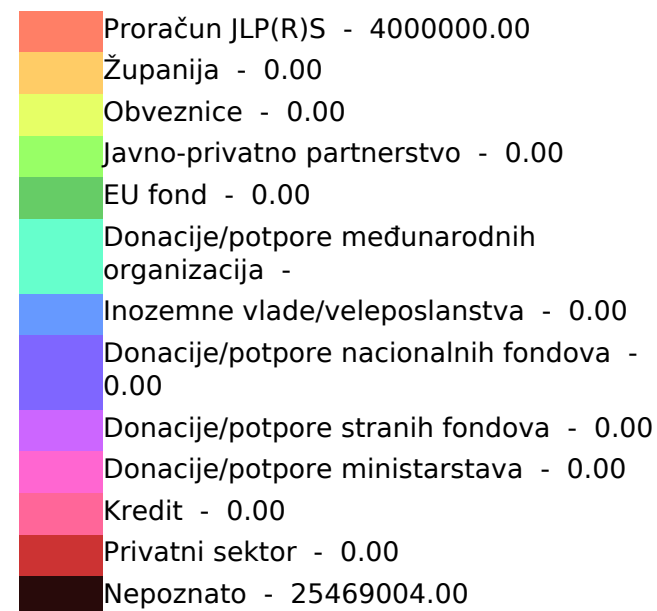 Proračun JLP(R)S - 4000000.00
Županija - 0.00
Obveznice - 0.00
Javno-privatno partnerstvo - 0.00
EU fond - 0.00
Donacije/potpore međunarodnih
organizacija -
Inozemne vlade/veleposlanstva - 0.00
Donacije/potpore nacionalnih fondova -
0.00
Donacije/potpore stranih fondova - 0.00
Donacije/potpore ministarstava - 0.00
Kredit - 0.00
Privatni sektor - 0.00
Nepoznato - 25469004.00